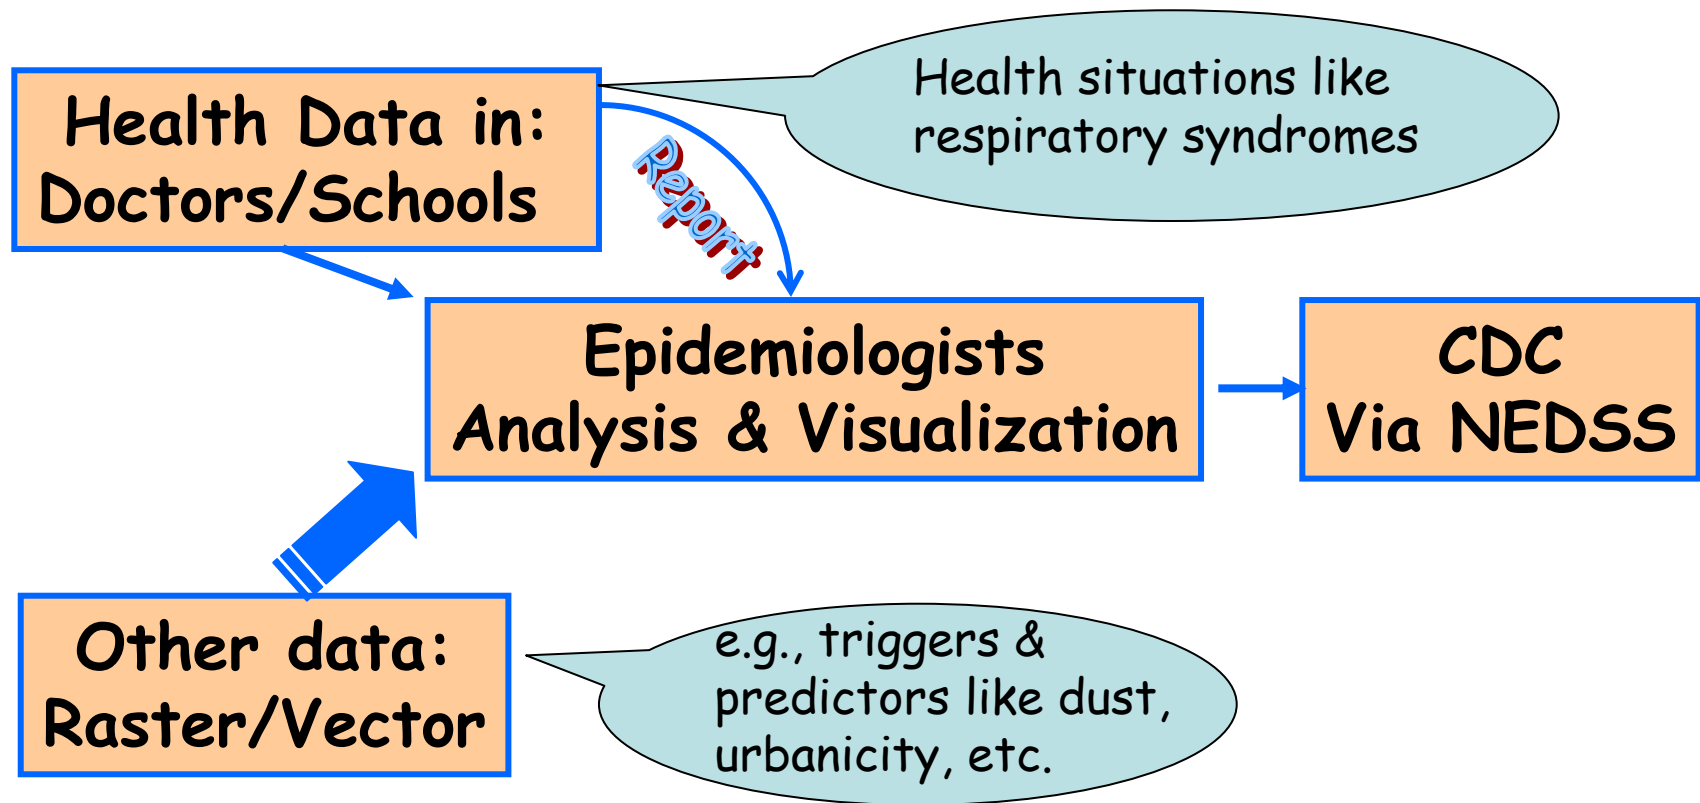 Health Data in:
Doctors/Schools
Health situations like
respiratory syndromes
Report
Epidemiologists
Analysis & Visualization
CDC
Via NEDSS
Other data:
Raster/Vector
e.g., triggers &
predictors like dust,
urbanicity, etc.